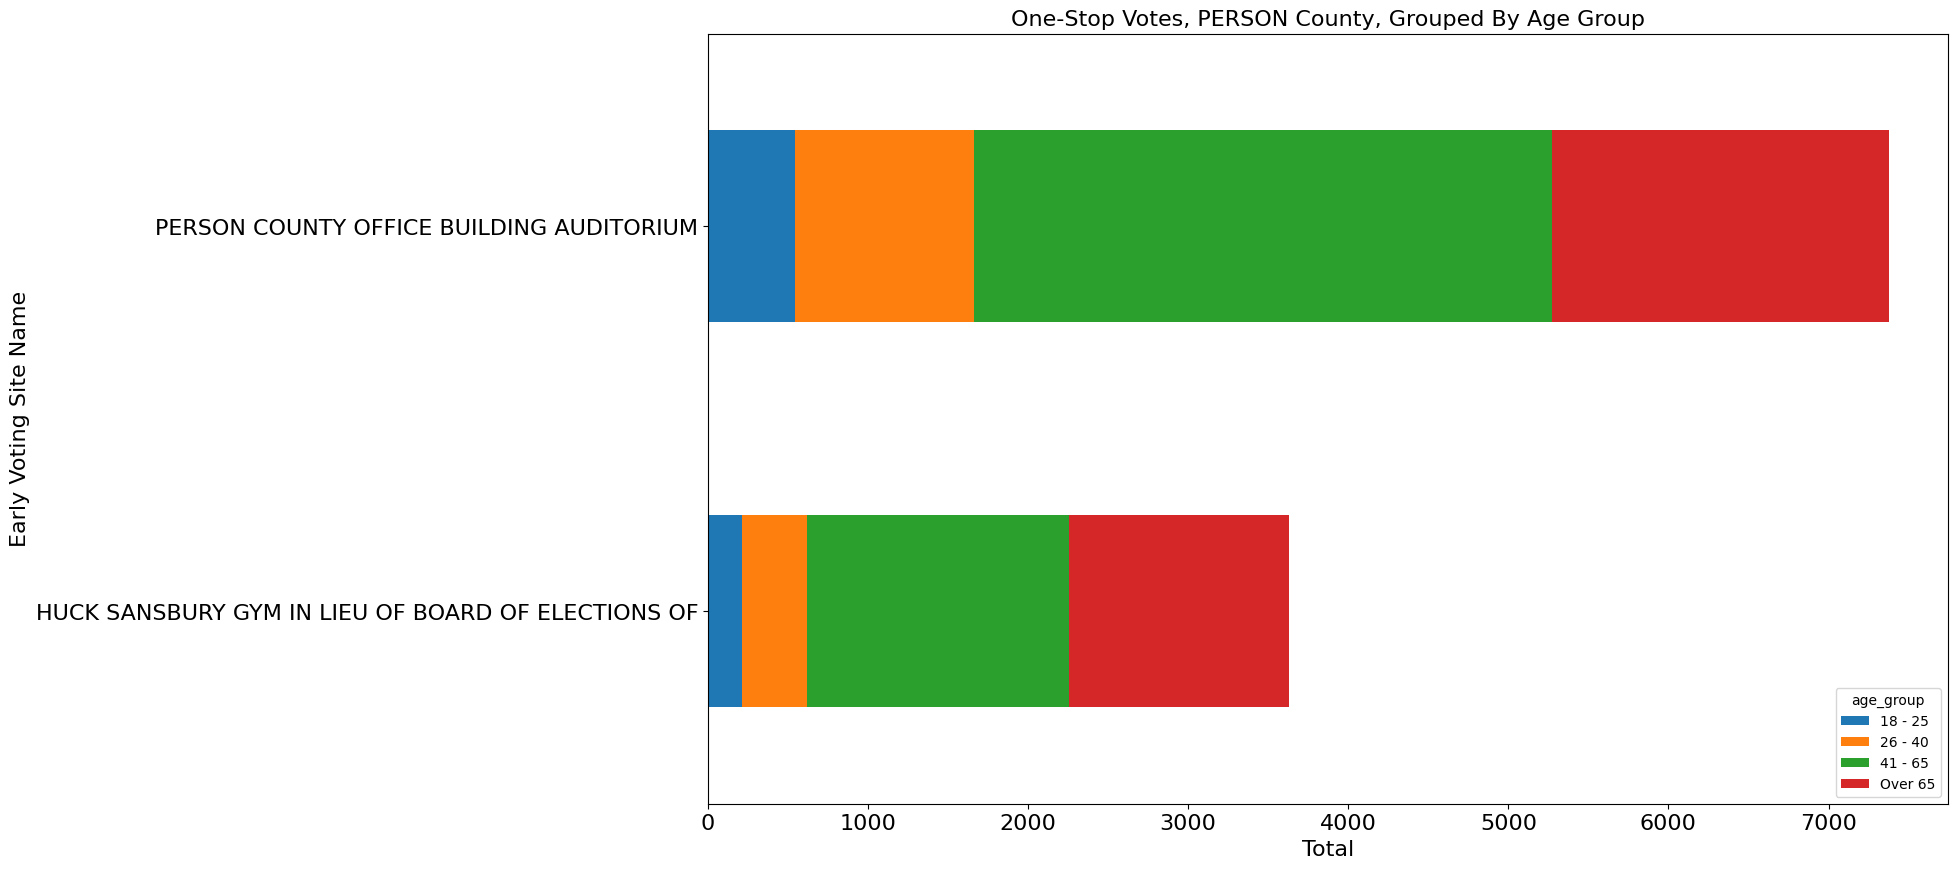 One-Stop Votes, PERSON County, Grouped By Age Group
Early Voting Site Name
PERSON COUNTY OFFICE BUILDING AUDITORIUM
HUCK SANSBURY GYM IN LIEU OF BOARD OF ELECTIONS OF
age_group
18 - 25
26 - 40
41 - 65
Over 65
0 1000 2000 3000 4000 5000 6000 7000
Total